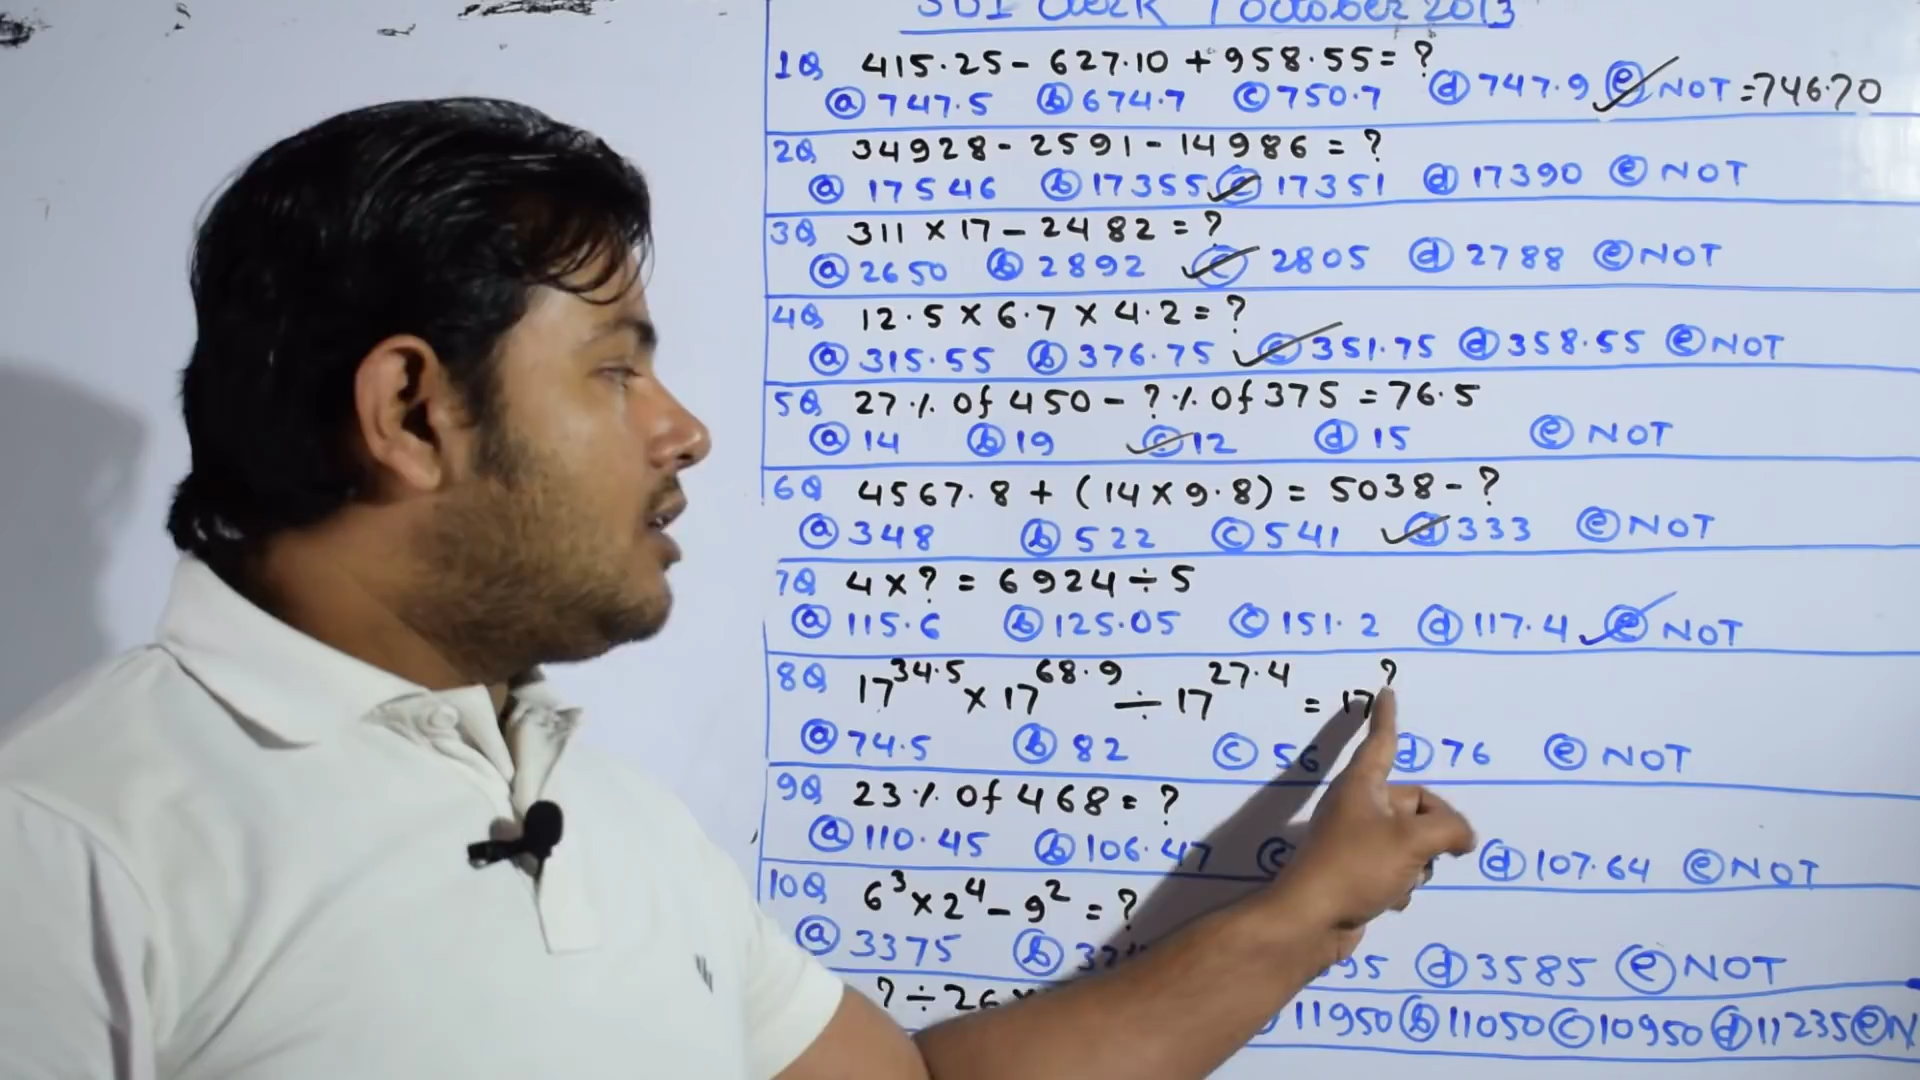 SBI Clerk 7 October 2013
1Q 415.25 - 627.10 + 958.55 = ?
ⓐ 747.5 ⓑ 674.7 ⓒ 750.7 ⓓ 747.9 ⓔ NOT = 746.70
2Q 34928 - 2591 - 14986 = ?
ⓐ 17546 ⓑ 17355 ⓒ 17351 ⓓ 17390 ⓔ NOT
3Q 311 × 17 - 2482 = ?
ⓐ 2650 ⓑ 2892 ⓒ 2805 ⓓ 2788 ⓔ NOT
4Q 12.5 × 6.7 × 4.2 = ?
ⓐ 315.55 ⓑ 376.75 ⓒ 351.75 ⓓ 358.55 ⓔ NOT
5Q 27% of 450 - ?% of 375 = 76.5
ⓐ 14 ⓑ 19 ⓒ 12 ⓓ 15 ⓔ NOT
6Q 4567.8 + (14 × 9.8) = 5038 - ?
ⓐ 348 ⓑ 522 ⓒ 541 ⓓ 333 ⓔ NOT
7Q 4 × ? = 6924 ÷ 5
ⓐ 115.6 ⓑ 125.05 ⓒ 151.2 ⓓ 117.4 ⓔ NOT
8Q 17^34.5 × 17^68.9 ÷ 17^27.4 = 17^?
ⓐ 74.5 ⓑ 82 ⓒ 56 ⓓ 76 ⓔ NOT
9Q 23% of 468 = ?
ⓐ 110.45 ⓑ 106.47 ⓒ ⓓ 107.64 ⓔ NOT
10Q 6³ × 2⁴ - 9² = ?
ⓐ 3375 ⓑ ⓓ 3585 ⓔ NOT
? ÷ 26 ×
11950 ⓑ 11050 ⓒ 10950 ⓓ 11235 ⓔ N